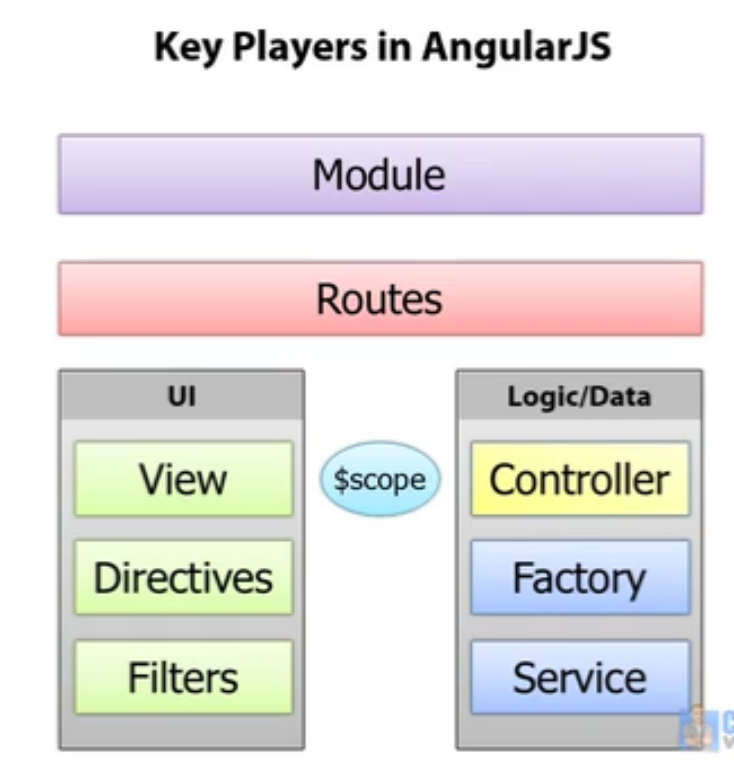 Key Players in AngularJS
Module
Routes
UI
View
Directives
Filters
$scope
Logic/Data
Controller
Factory
Service